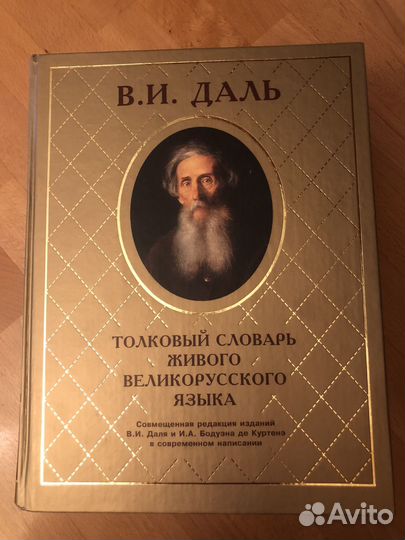 В.И. ДАЛЬ
ТОЛКОВЫЙ СЛОВАРЬ
ЖИВОГО
ВЕЛИКОРУССКОГО
ЯЗЫКА
Совмещенная редакция изданий
В.И. Даля и И.А. Бодуэна де Куртенэ
в современном написании
Avito